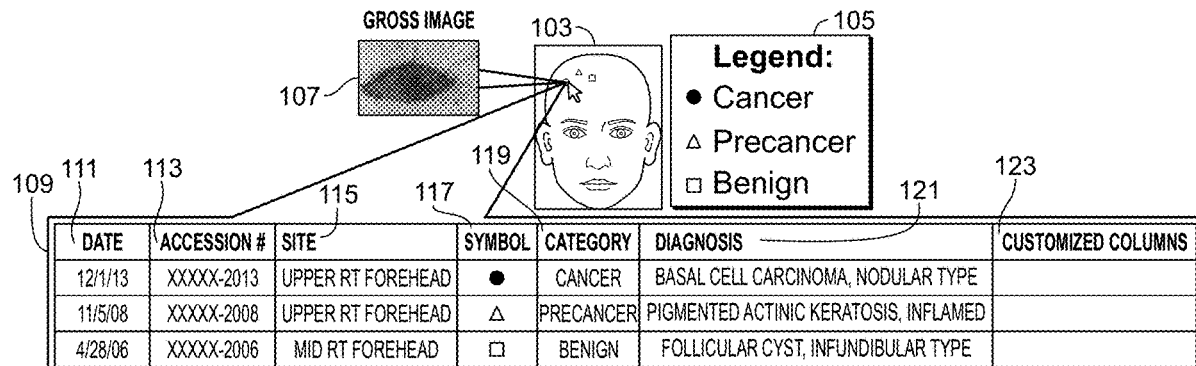 GROSS IMAGE
103
105
107
Legend:
● Cancer
△ Precancer
□ Benign
109
111
113
115
117
119
121
123
DATE ACCESSION # SITE SYMBOL CATEGORY DIAGNOSIS CUSTOMIZED COLUMNS
12/1/13 XXXXX-2013 UPPER RT FOREHEAD ● CANCER BASAL CELL CARCINOMA, NODULAR TYPE
11/5/08 XXXXX-2008 UPPER RT FOREHEAD △ PRECANCER PIGMENTED ACTINIC KERATOSIS, INFLAMED
4/28/06 XXXXX-2006 MID RT FOREHEAD □ BENIGN FOLLICULAR CYST, INFUNDIBULAR TYPE